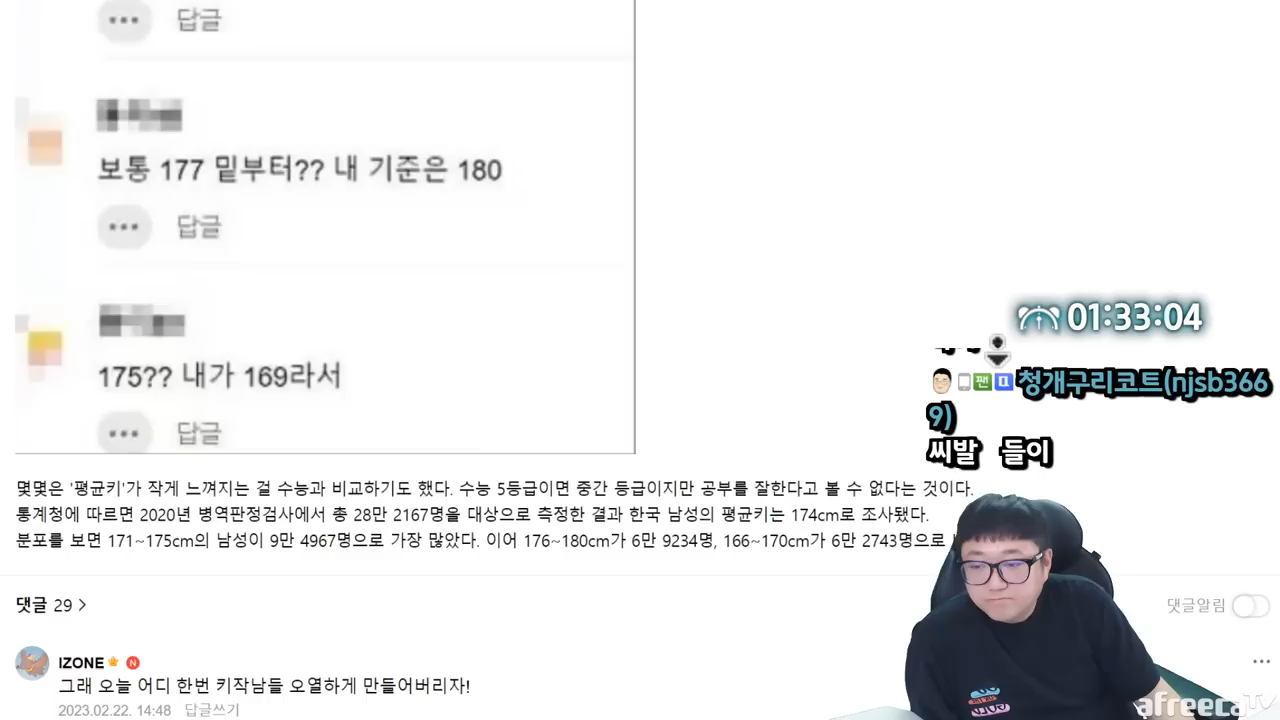 답글
보통 177 밑부터?? 내 기준은 180
답글
175?? 내가 169라서
답글
01:33:04
청개구리코트(njsb366
9)
씨발 들이
몇몇은 '평균키'가 작게 느껴지는 걸 수능과 비교하기도 했다. 수능 5등급이면 중간 등급이지만 공부를 잘한다고 볼 수 없다는 것이다.
통계청에 따르면 2020년 병역판정검사에서 총 28만 2167명을 대상으로 측정한 결과 한국 남성의 평균키는 174cm로 조사됐다.
분포를 보면 171~175cm의 남성이 9만 4967명으로 가장 많았다. 이어 176~180cm가 6만 9234명, 166~170cm가 6만 2743명으로
댓글 29
댓글알림
IZONE
그래 오늘 어디 한번 키작남들 오열하게 만들어버리자!
2023.02.22. 14:48 답글쓰기
afreecaTV